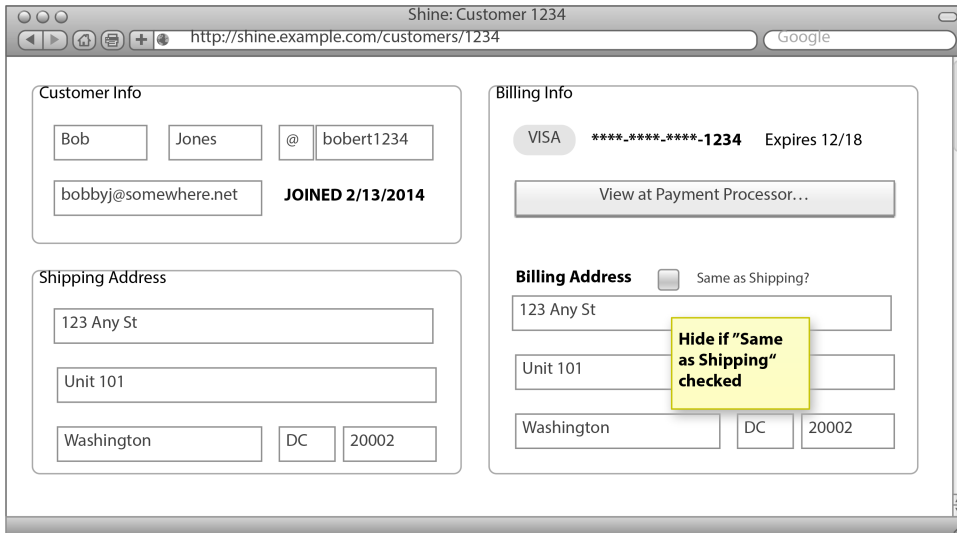 Shine: Customer 1234
http://shine.example.com/customers/1234
Google
Customer Info
Bob Jones @ bobert1234
bobbyj@somewhere.net JOINED 2/13/2014
Shipping Address
123 Any St
Unit 101
Washington DC 20002
Billing Info
VISA ****-****-****-1234 Expires 12/18
View at Payment Processor...
Billing Address Same as Shipping?
123 Any St
Hide if ”Same
as Shipping“
checked
Unit 101
Washington DC 20002